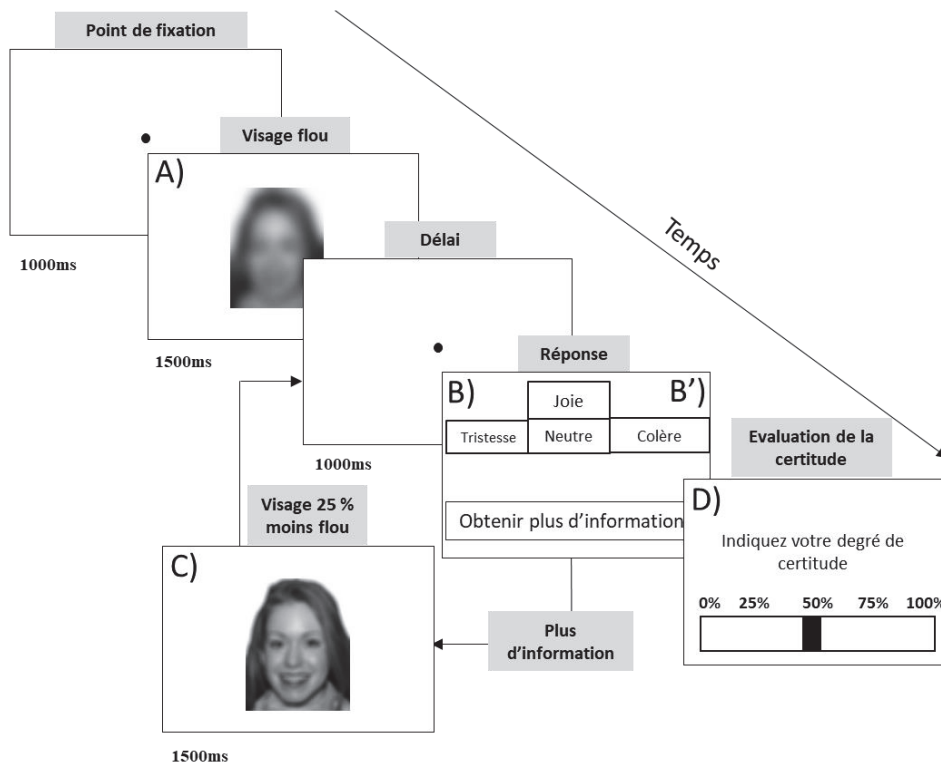 Point de fixation
1000ms
Visage flou
A)
1500ms
Délai
1000ms
Temps
Réponse
B)
B’)
Joie
Tristesse
Neutre
Colère
Obtenir plus d’information
Plus
d’information
Visage 25 %
moins flou
C)
1500ms
Evaluation de la
certitude
D)
Indiquez votre degré de
certitude
0% 25% 50% 75% 100%